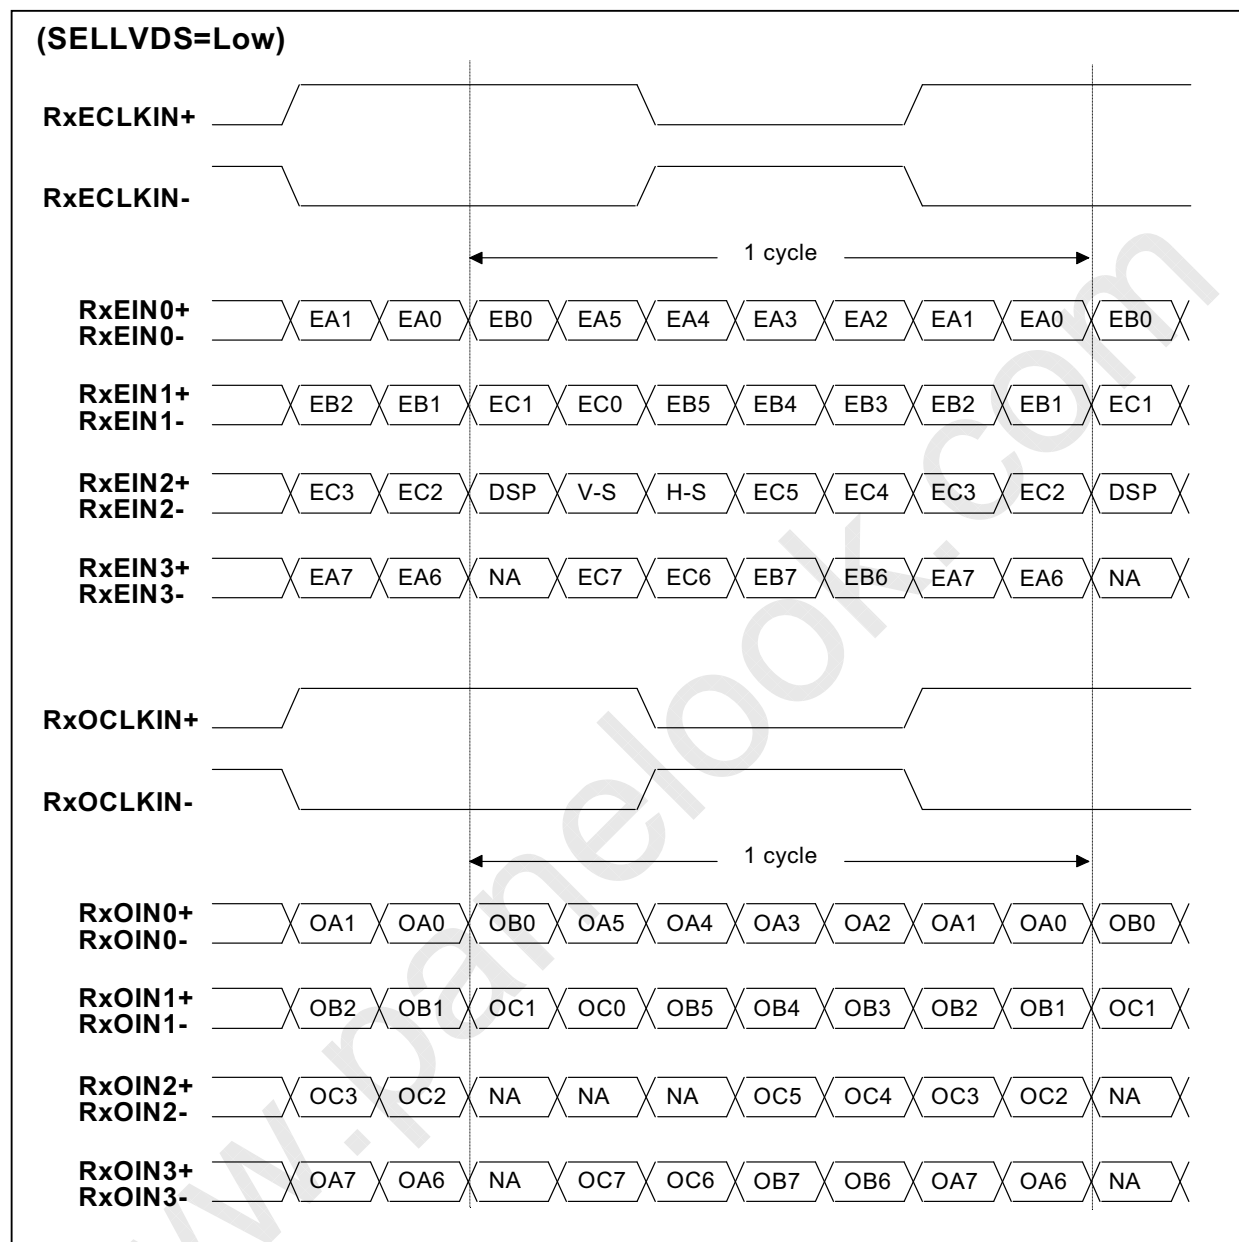 (SELLVDS=Low)
RxECLKIN+
RxECLKIN-
1 cycle
RxEIN0+
RxEIN0-
EA1 EA0 EB0 EA5 EA4 EA3 EA2 EA1 EA0 EB0
RxEIN1+
RxEIN1-
EB2 EB1 EC1 EC0 EB5 EB4 EB3 EB2 EB1 EC1
RxEIN2+
RxEIN2-
EC3 EC2 DSP V-S H-S EC5 EC4 EC3 EC2 DSP
RxEIN3+
RxEIN3-
EA7 EA6 NA EC7 EC6 EB7 EB6 EA7 EA6 NA
RxOCLKIN+
RxOCLKIN-
1 cycle
RxOIN0+
RxOIN0-
OA1 OA0 OB0 OA5 OA4 OA3 OA2 OA1 OA0 OB0
RxOIN1+
RxOIN1-
OB2 OB1 OC1 OC0 OB5 OB4 OB3 OB2 OB1 OC1
RxOIN2+
RxOIN2-
OC3 OC2 NA NA NA OC5 OC4 OC3 OC2 NA
RxOIN3+
RxOIN3-
OA7 OA6 NA OC7 OC6 OB7 OB6 OA7 OA6 NA
w.panelook.com